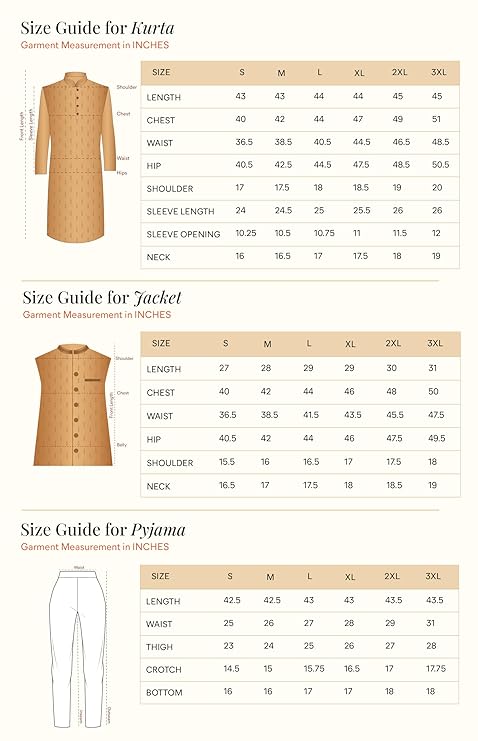 Size Guide for Kurta
Garment Measurement in INCHES
Shoulder
Chest
Waist
Hips
Front Length
Sleeve Length
SIZE S M L XL 2XL 3XL
LENGTH 43 43 44 44 45 45
CHEST 40 42 44 47 49 51
WAIST 36.5 38.5 40.5 44.5 46.5 48.5
HIP 40.5 42.5 44.5 47.5 48.5 50.5
SHOULDER 17 17.5 18 18.5 19 20
SLEEVE LENGTH 24 24.5 25 25.5 26 26
SLEEVE OPENING 10.25 10.5 10.75 11 11.5 12
NECK 16 16.5 17 17.5 18 19
Size Guide for Jacket
Garment Measurement in INCHES
Shoulder
Chest
Front Length
Belly
SIZE S M L XL 2XL 3XL
LENGTH 27 28 29 29 30 31
CHEST 40 42 44 46 48 50
WAIST 36.5 38.5 41.5 43.5 45.5 47.5
HIP 40.5 42 44 46 47.5 49.5
SHOULDER 15.5 16 16.5 17 17.5 18
NECK 16.5 17 17.5 18 18 19
Size Guide for Pyjama
Garment Measurement in INCHES
Waist
SIZE S M L XL 2XL 3XL
LENGTH 42.5 42.5 43 43 43.5 43.5
WAIST 25 26 27 28 29 31
THIGH 23 24 25 26 27 28
CROTCH 14.5 15 15.75 16.5 17 17.75
BOTTOM 16 16 17 17 18 18